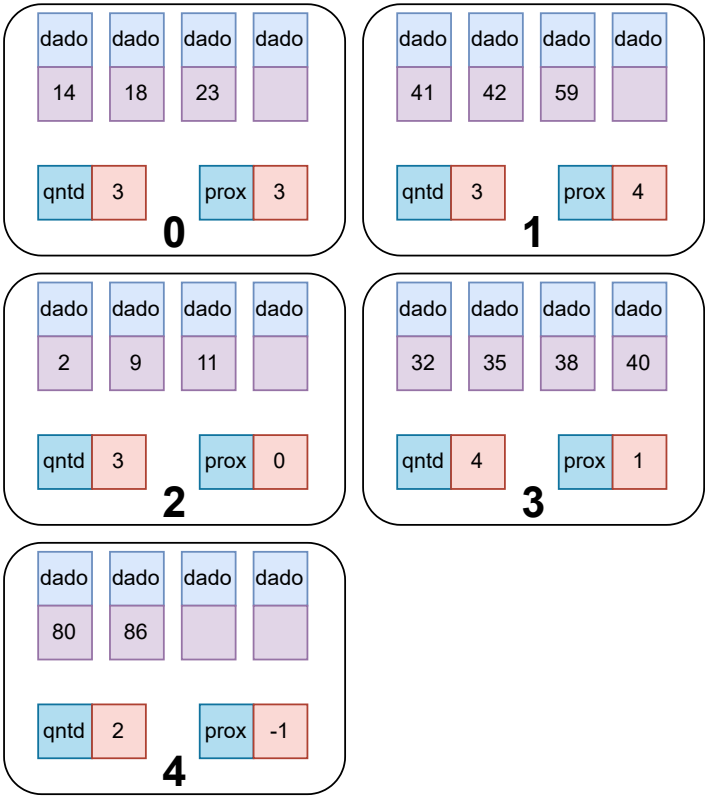 dado dado dado dado
14 18 23
qntd 3 prox 3
0
dado dado dado dado
41 42 59
qntd 3 prox 4
1
dado dado dado dado
2 9 11
qntd 3 prox 0
2
dado dado dado dado
32 35 38 40
qntd 4 prox 1
3
dado dado dado dado
80 86
qntd 2 prox -1
4